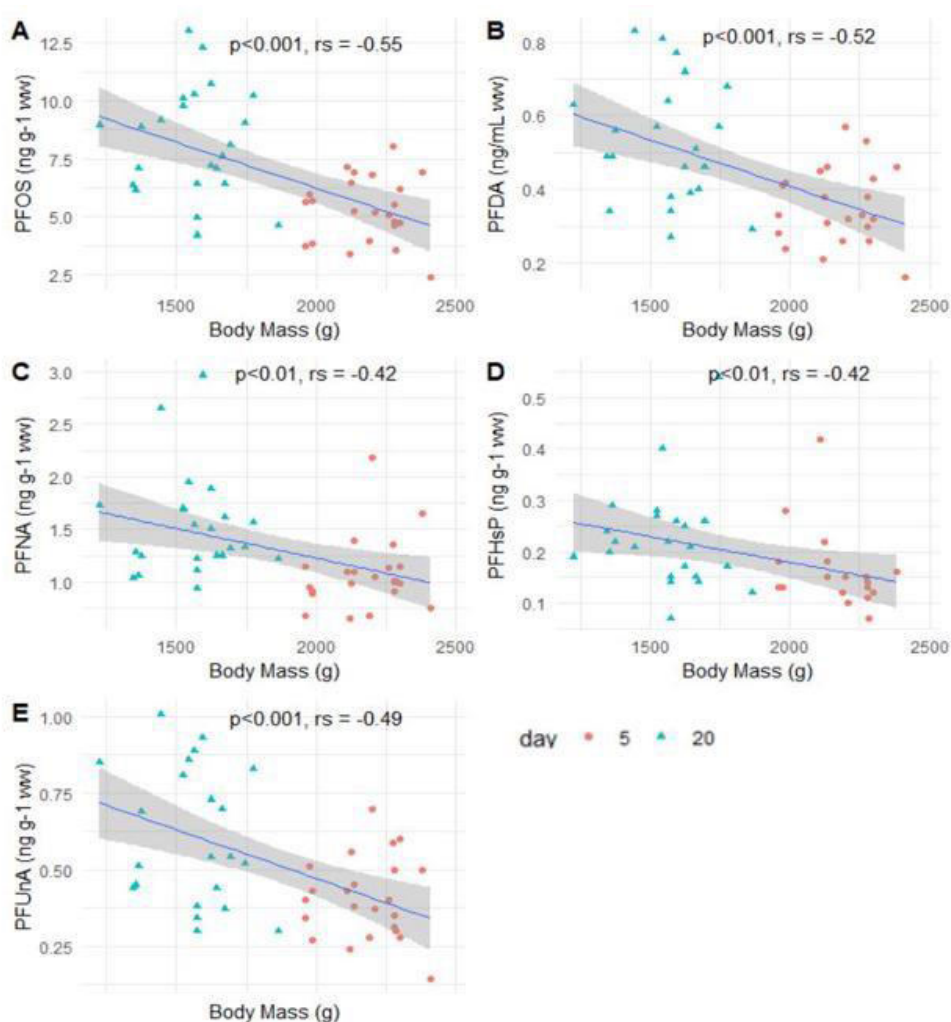 A
p<0.001, rs = -0.55
PFOS (ng g-1 ww)
12.5
10.0
7.5
5.0
2.5
1500 2000 2500
Body Mass (g)
B
p<0.001, rs = -0.52
PFDA (ng/mL ww)
0.8
0.6
0.4
0.2
1500 2000 2500
Body Mass (g)
C
p<0.01, rs = -0.42
PFNA (ng g-1 ww)
3.0
2.5
2.0
1.5
1.0
1500 2000 2500
Body Mass (g)
D
p<0.01, rs = -0.42
PFHsP (ng g-1 ww)
0.5
0.4
0.3
0.2
0.1
1500 2000 2500
Body Mass (g)
E
p<0.001, rs = -0.49
PFUnA (ng g-1 ww)
1.00
0.75
0.50
0.25
Body Mass (g)
day 5 20